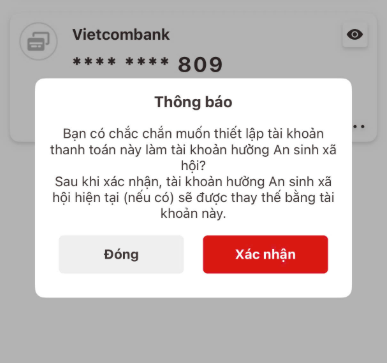 Vietcombank
**** **** 809
Thông báo
Bạn có chắc chắn muốn thiết lập tài khoản
thanh toán này làm tài khoản hưởng An sinh xã
hội?
Sau khi xác nhận, tài khoản hưởng An sinh xã
hội hiện tại (nếu có) sẽ được thay thế bằng tài
khoản này.
Đóng
Xác nhận